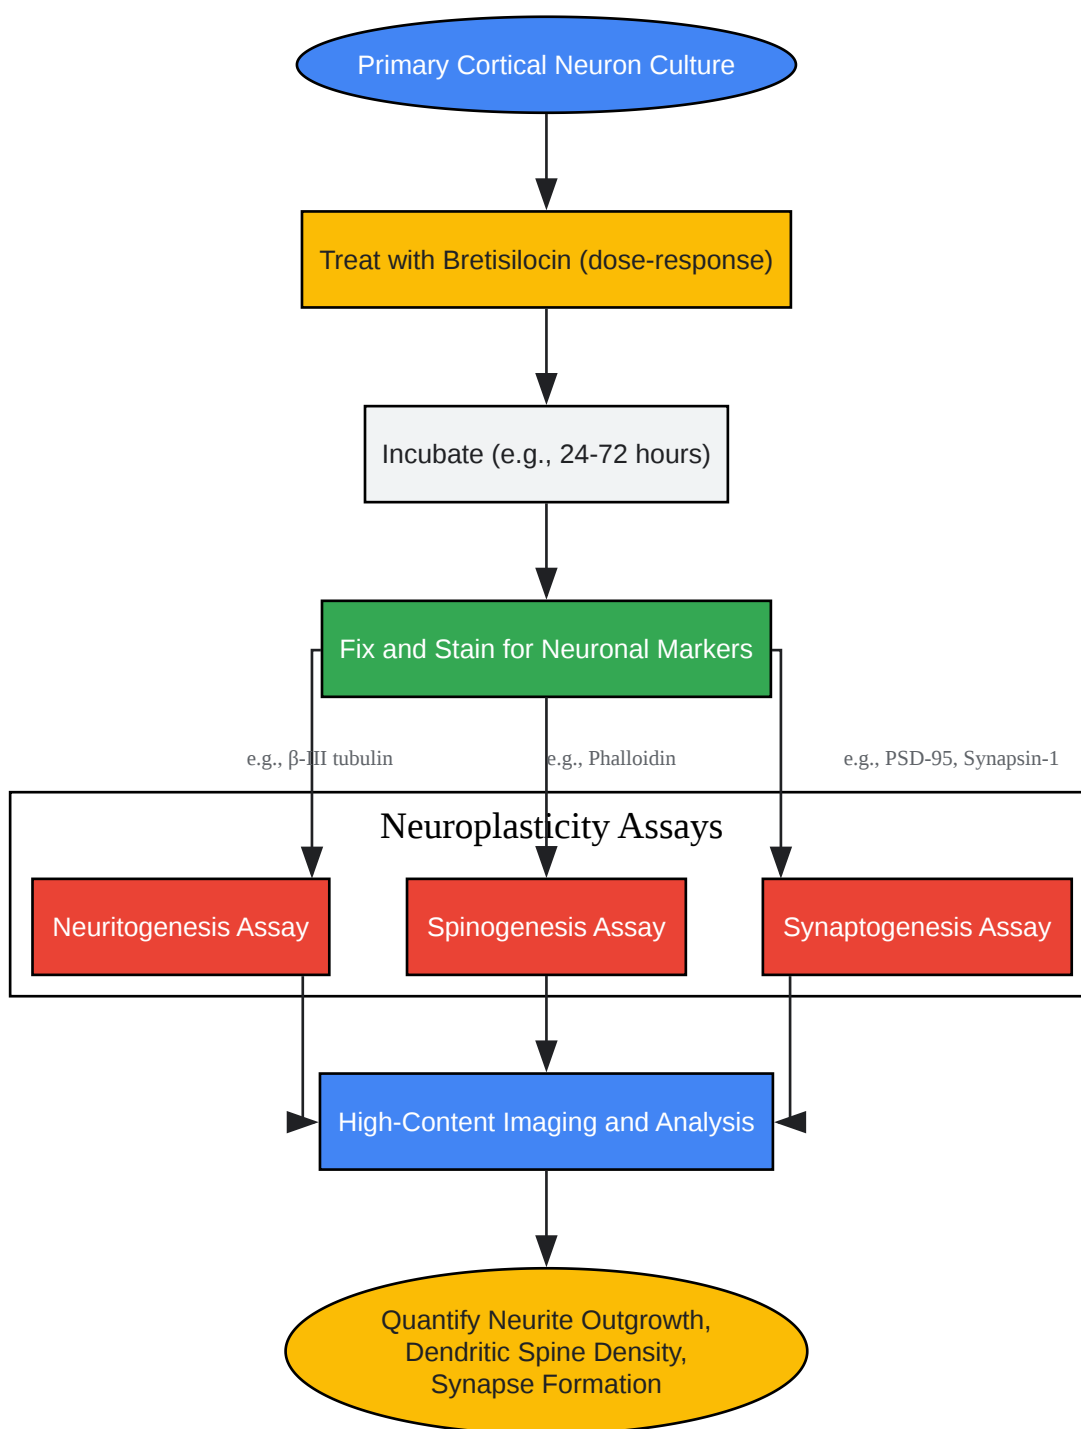 Primary Cortical Neuron Culture
Treat with Bretisilocin (dose-response)
Incubate (e.g., 24-72 hours)
Fix and Stain for Neuronal Markers
e.g., β-III tubulin
e.g., Phalloidin
e.g., PSD-95, Synapsin-1
Neuroplasticity Assays
Neuritogenesis Assay
Spinogenesis Assay
Synaptogenesis Assay
High-Content Imaging and Analysis
Quantify Neurite Outgrowth,
Dendritic Spine Density,
Synapse Formation